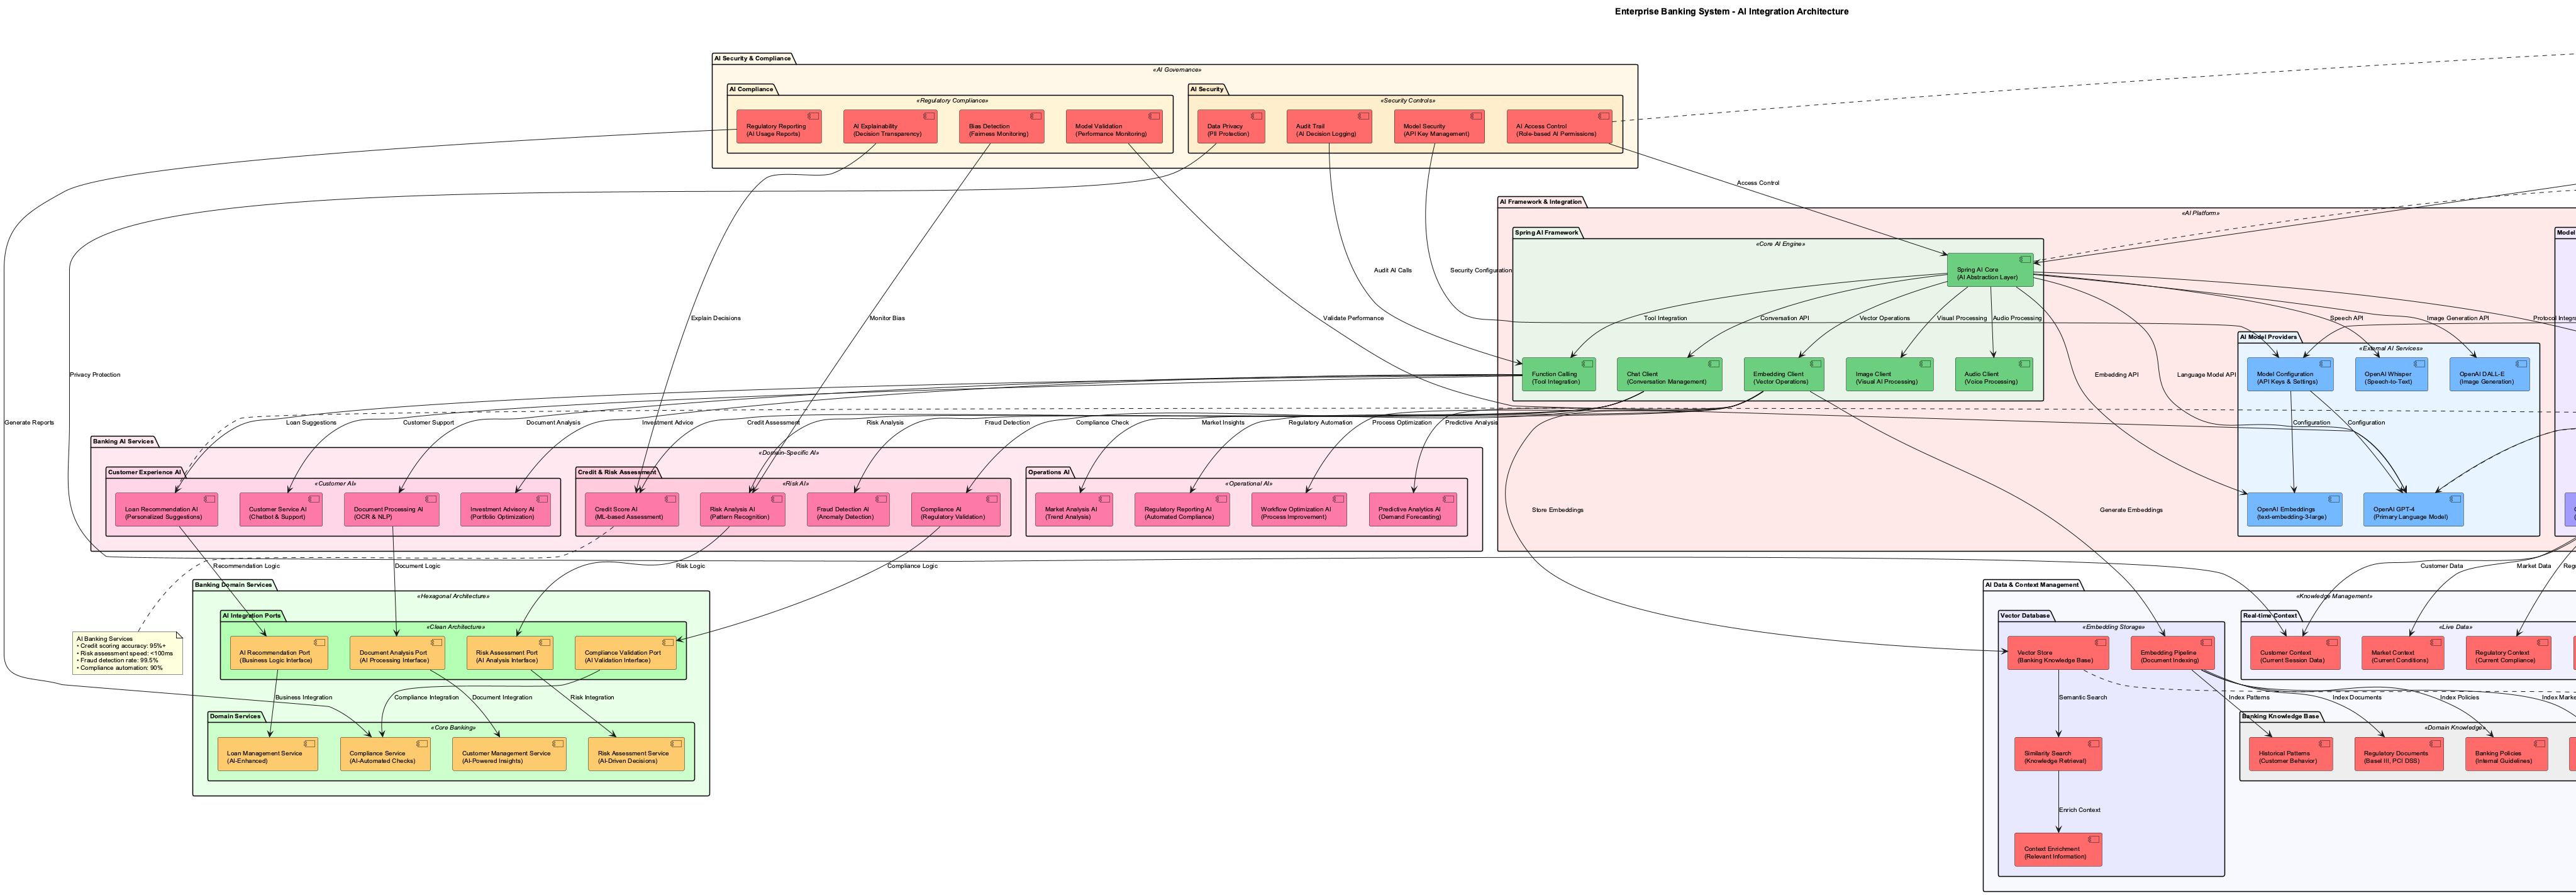 Enterprise Banking System - AI Integration Architecture
AI Security & Compliance
«AI Governance»
AI Compliance
«Regulatory Compliance»
Regulatory Reporting
(AI Usage Reports)
AI Explainability
(Decision Transparency)
Bias Detection
(Fairness Monitoring)
Model Validation
(Performance Monitoring)
AI Security
«Security Controls»
Data Privacy
(PII Protection)
Audit Trail
(AI Decision Logging)
Model Security
(API Key Management)
AI Access Control
(Role-based AI Permissions)
Access Control
AI Framework & Integration
«AI Platform»
Spring AI Framework
«Core AI Engine»
Spring AI Core
(AI Abstraction Layer)
Model
Audit AI Calls
Security Configuration
Explain Decisions
Monitor Bias
Validate Performance
Tool Integration
Conversation API
Vector Operations
Visual Processing
Audio Processing
Speech API
Image Generation API
Protocol Integr
Function Calling
(Tool Integration)
Chat Client
(Conversation Management)
Embedding Client
(Vector Operations)
Image Client
(Visual AI Processing)
Audio Client
(Voice Processing)
Embedding API
Language Model API
AI Model Providers
«External AI Services»
Model Configuration
(API Keys & Settings)
OpenAI Whisper
(Speech-to-Text)
OpenAI DALL-E
(Image Generation)
Configuration
Configuration
OpenAI Embeddings
(text-embedding-3-large)
OpenAI GPT-4
(Primary Language Model)
Privacy Protection
Generate Reports
Loan Suggestions
Customer Support
Document Analysis
Investment Advice
Credit Assessment
Risk Analysis
Fraud Detection
Compliance Check
Market Insights
Regulatory Automation
Process Optimization
Predictive Analysis
Banking AI Services
«Domain-Specific AI»
Customer Experience AI
«Customer AI»
Loan Recommendation AI
(Personalized Suggestions)
Customer Service AI
(Chatbot & Support)
Document Processing AI
(OCR & NLP)
Investment Advisory AI
(Portfolio Optimization)
Credit & Risk Assessment
«Risk AI»
Credit Score AI
(ML-based Assessment)
Risk Analysis AI
(Pattern Recognition)
Fraud Detection AI
(Anomaly Detection)
Compliance AI
(Regulatory Validation)
Operations AI
«Operational AI»
Market Analysis AI
(Trend Analysis)
Regulatory Reporting AI
(Automated Compliance)
Workflow Optimization AI
(Process Improvement)
Predictive Analytics AI
(Demand Forecasting)
Store Embeddings
Generate Embeddings
Recommendation Logic
Document Logic
Risk Logic
Compliance Logic
Customer Data
Market Data
Reg
Banking Domain Services
«Hexagonal Architecture»
AI Integration Ports
«Clean Architecture»
AI Recommendation Port
(Business Logic Interface)
Document Analysis Port
(AI Processing Interface)
Risk Assessment Port
(AI Analysis Interface)
Compliance Validation Port
(AI Validation Interface)
AI Banking Services
• Credit scoring accuracy: 95%+
• Risk assessment speed: <100ms
• Fraud detection rate: 99.5%
• Compliance automation: 90%
Business Integration
Compliance Integration
Document Integration
Risk Integration
Domain Services
«Core Banking»
Loan Management Service
(AI-Enhanced)
Compliance Service
(AI-Automated Checks)
Customer Management Service
(AI-Powered Insights)
Risk Assessment Service
(AI-Driven Decisions)
AI Data & Context Management
«Knowledge Management»
Vector Database
«Embedding Storage»
Vector Store
(Banking Knowledge Base)
Embedding Pipeline
(Document Indexing)
Real-time Context
«Live Data»
Customer Context
(Current Session Data)
Market Context
(Current Conditions)
Regulatory Context
(Current Compliance)
Semantic Search
Index Patterns
Index Documents
Index Policies
Index Marke
Similarity Search
(Knowledge Retrieval)
Banking Knowledge Base
«Domain Knowledge»
Historical Patterns
(Customer Behavior)
Regulatory Documents
(Basel III, PCI DSS)
Banking Policies
(Internal Guidelines)
Enrich Context
Context Enrichment
(Relevant Information)